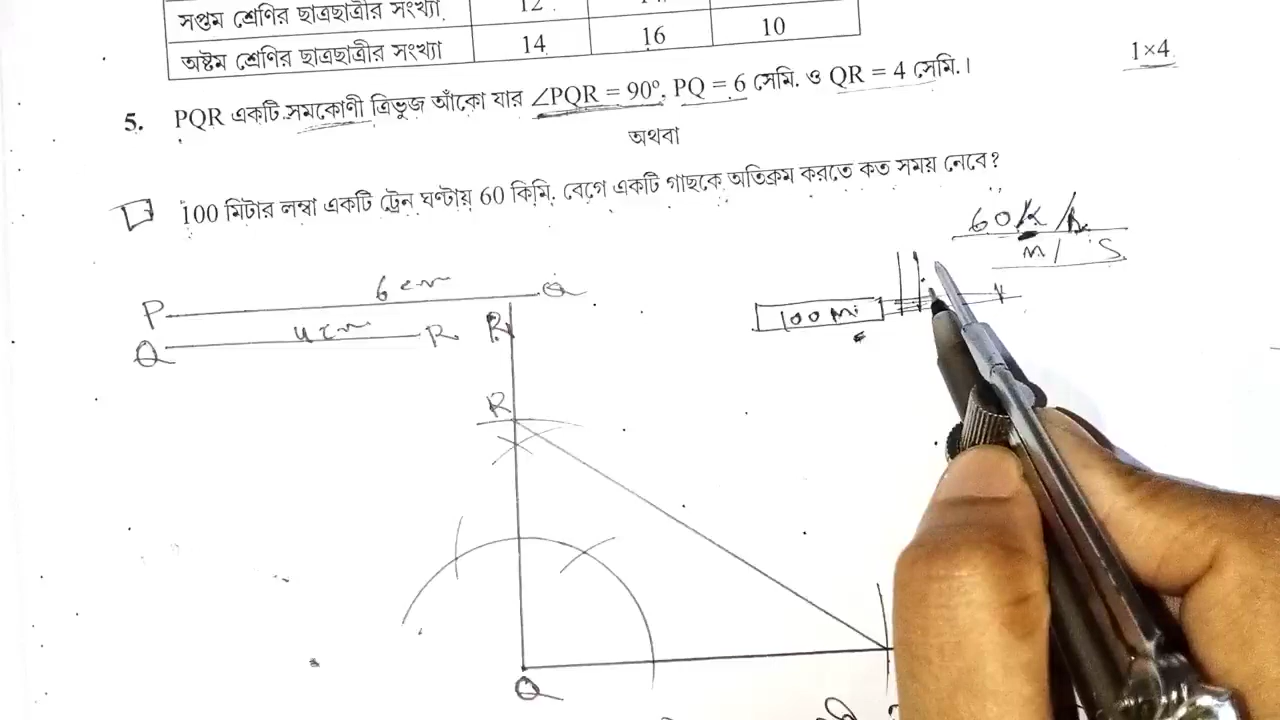 সপ্তম শ্রেণির ছাত্রছাত্রীর সংখ্যা 12
অষ্টম শ্রেণির ছাত্রছাত্রীর সংখ্যা 14 16 10
1×4
5. PQR একটি সমকোণী ত্রিভুজ আঁকো যার ∠PQR = 90°, PQ = 6 সেমি. ও QR = 4 সেমি.।
অথবা
100 মিটার লম্বা একটি ট্রেন ঘণ্টায় 60 কিমি. বেগে একটি গাছকে অতিক্রম করতে কত সময় নেবে?
60 K/h
m/S
P 6 cm Q
100 mi
Q 4 cm R
R
R
Q